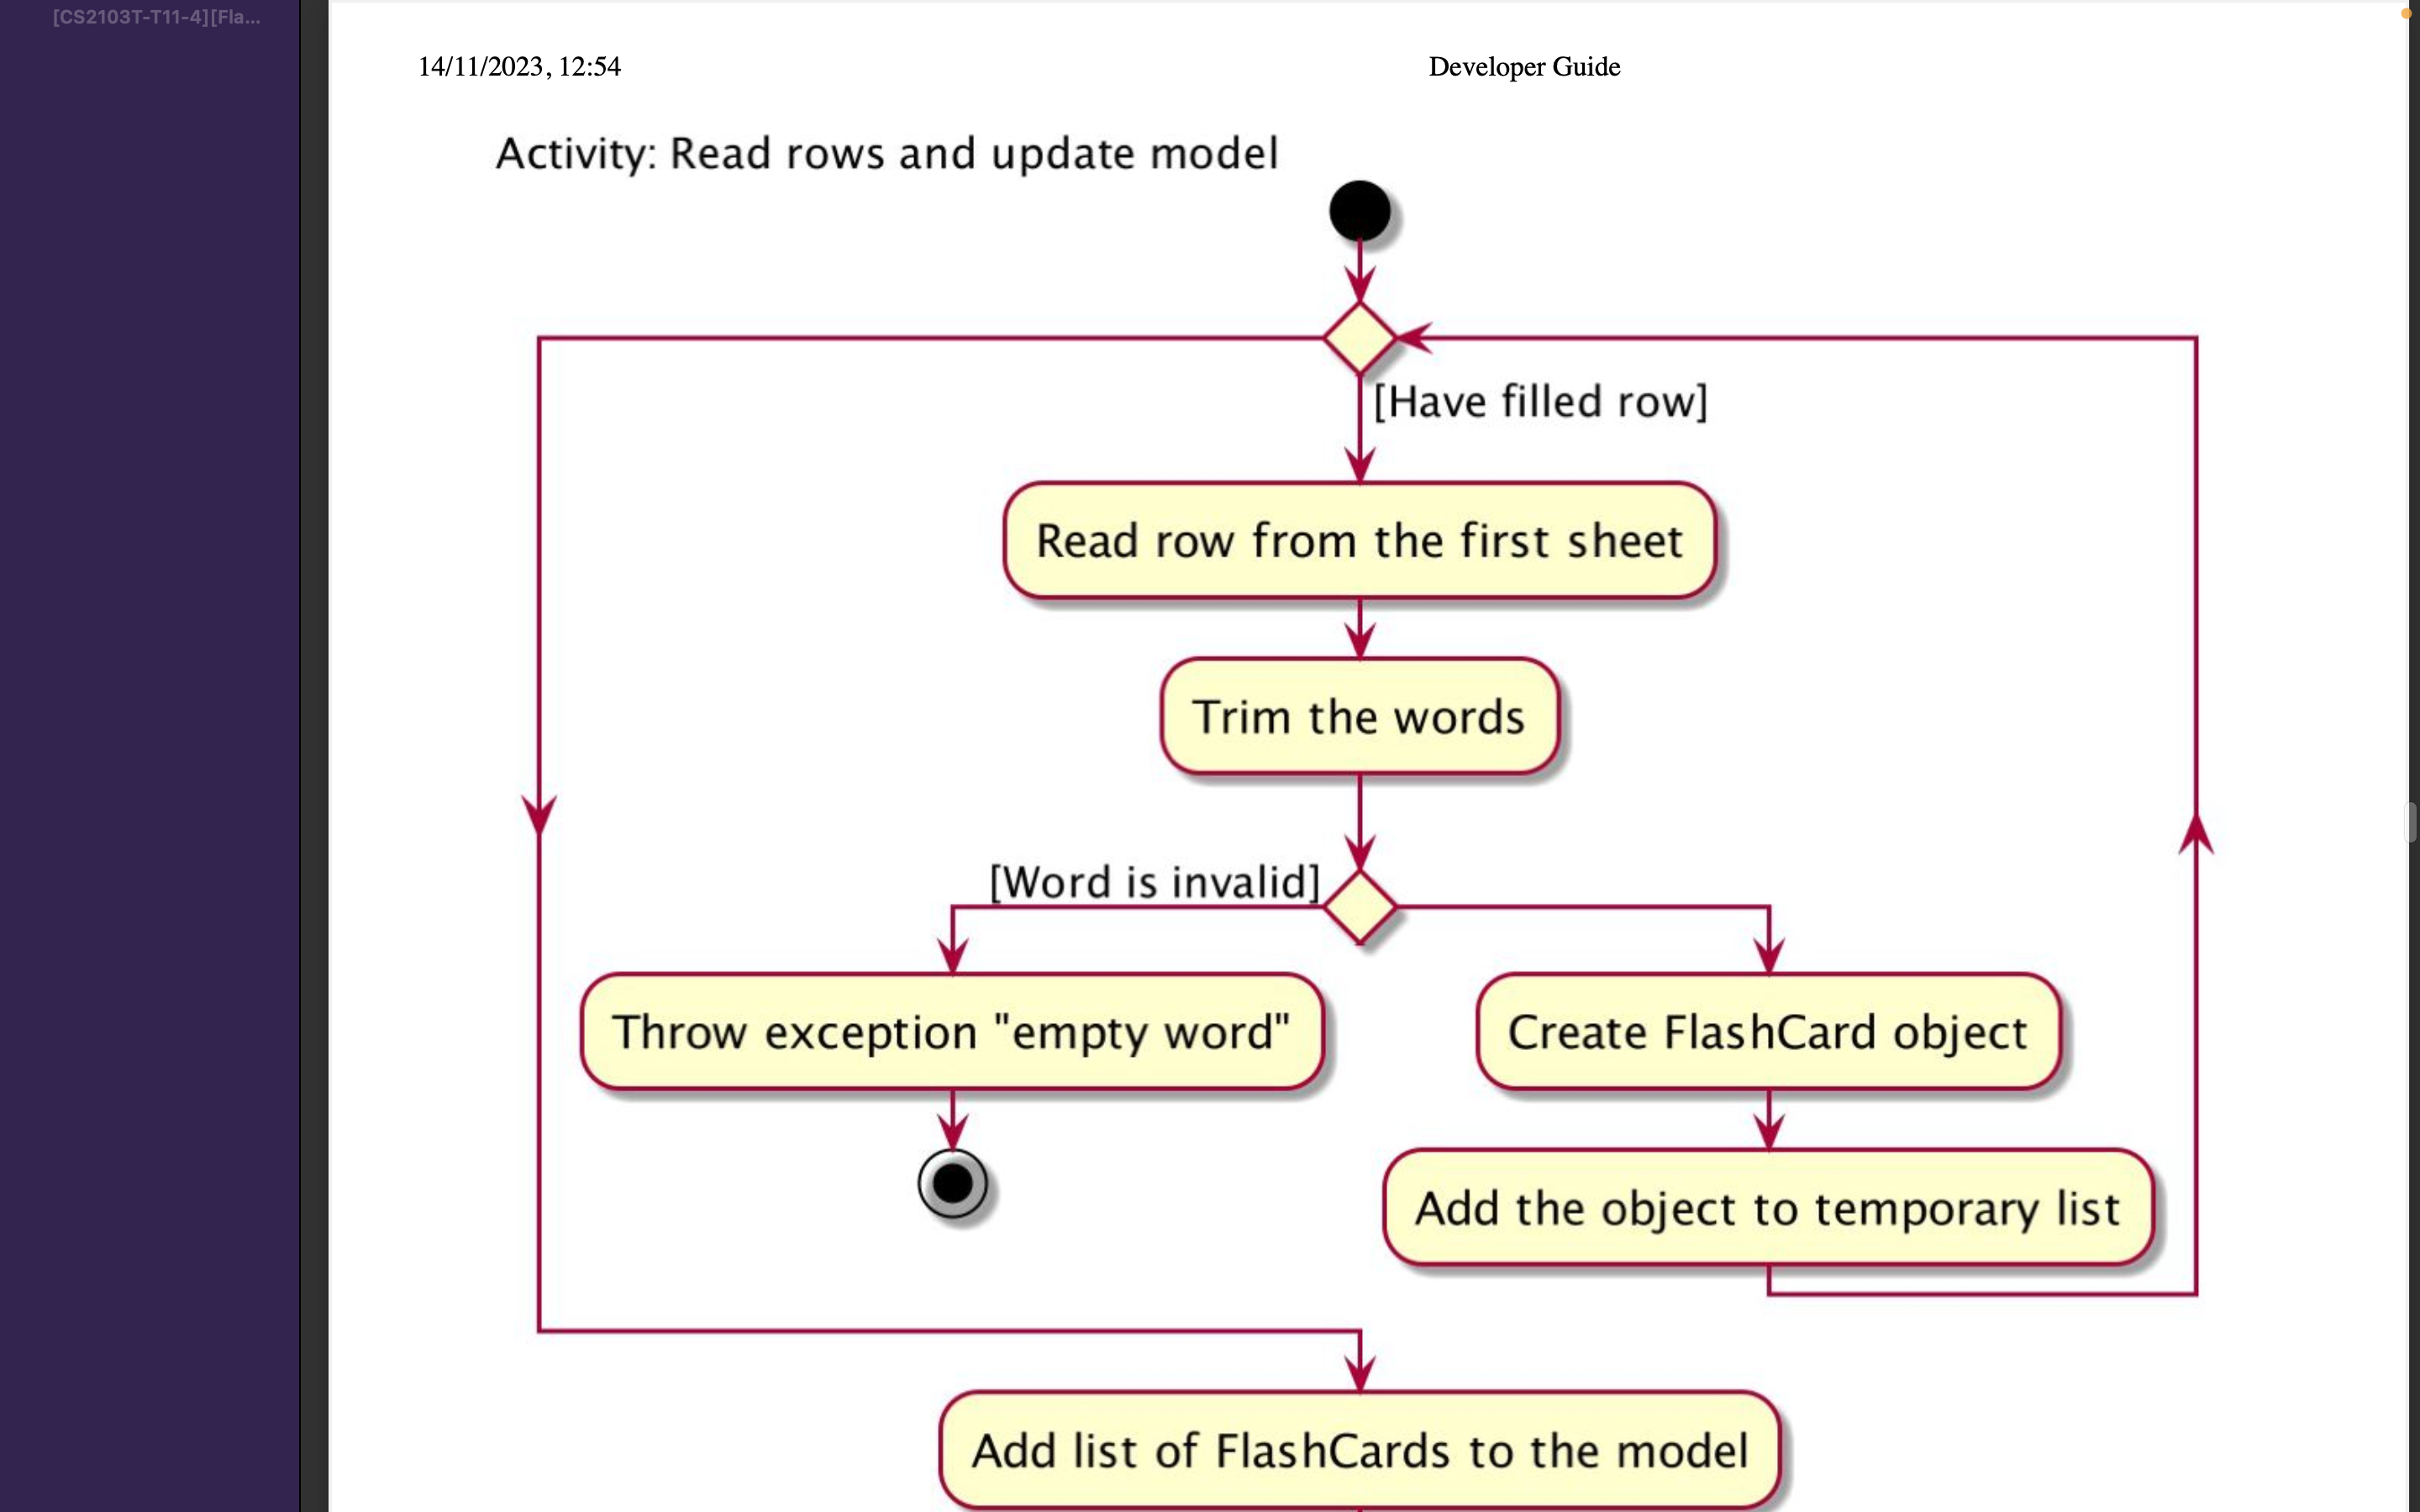 [CS2103T-T11-4][Fla...
14/11/2023, 12:54
Developer Guide
Activity: Read rows and update model
[Have filled row]
Read row from the first sheet
Trim the words
[Word is invalid]
Throw exception "empty word"
Create FlashCard object
Add the object to temporary list
Add list of FlashCards to the model